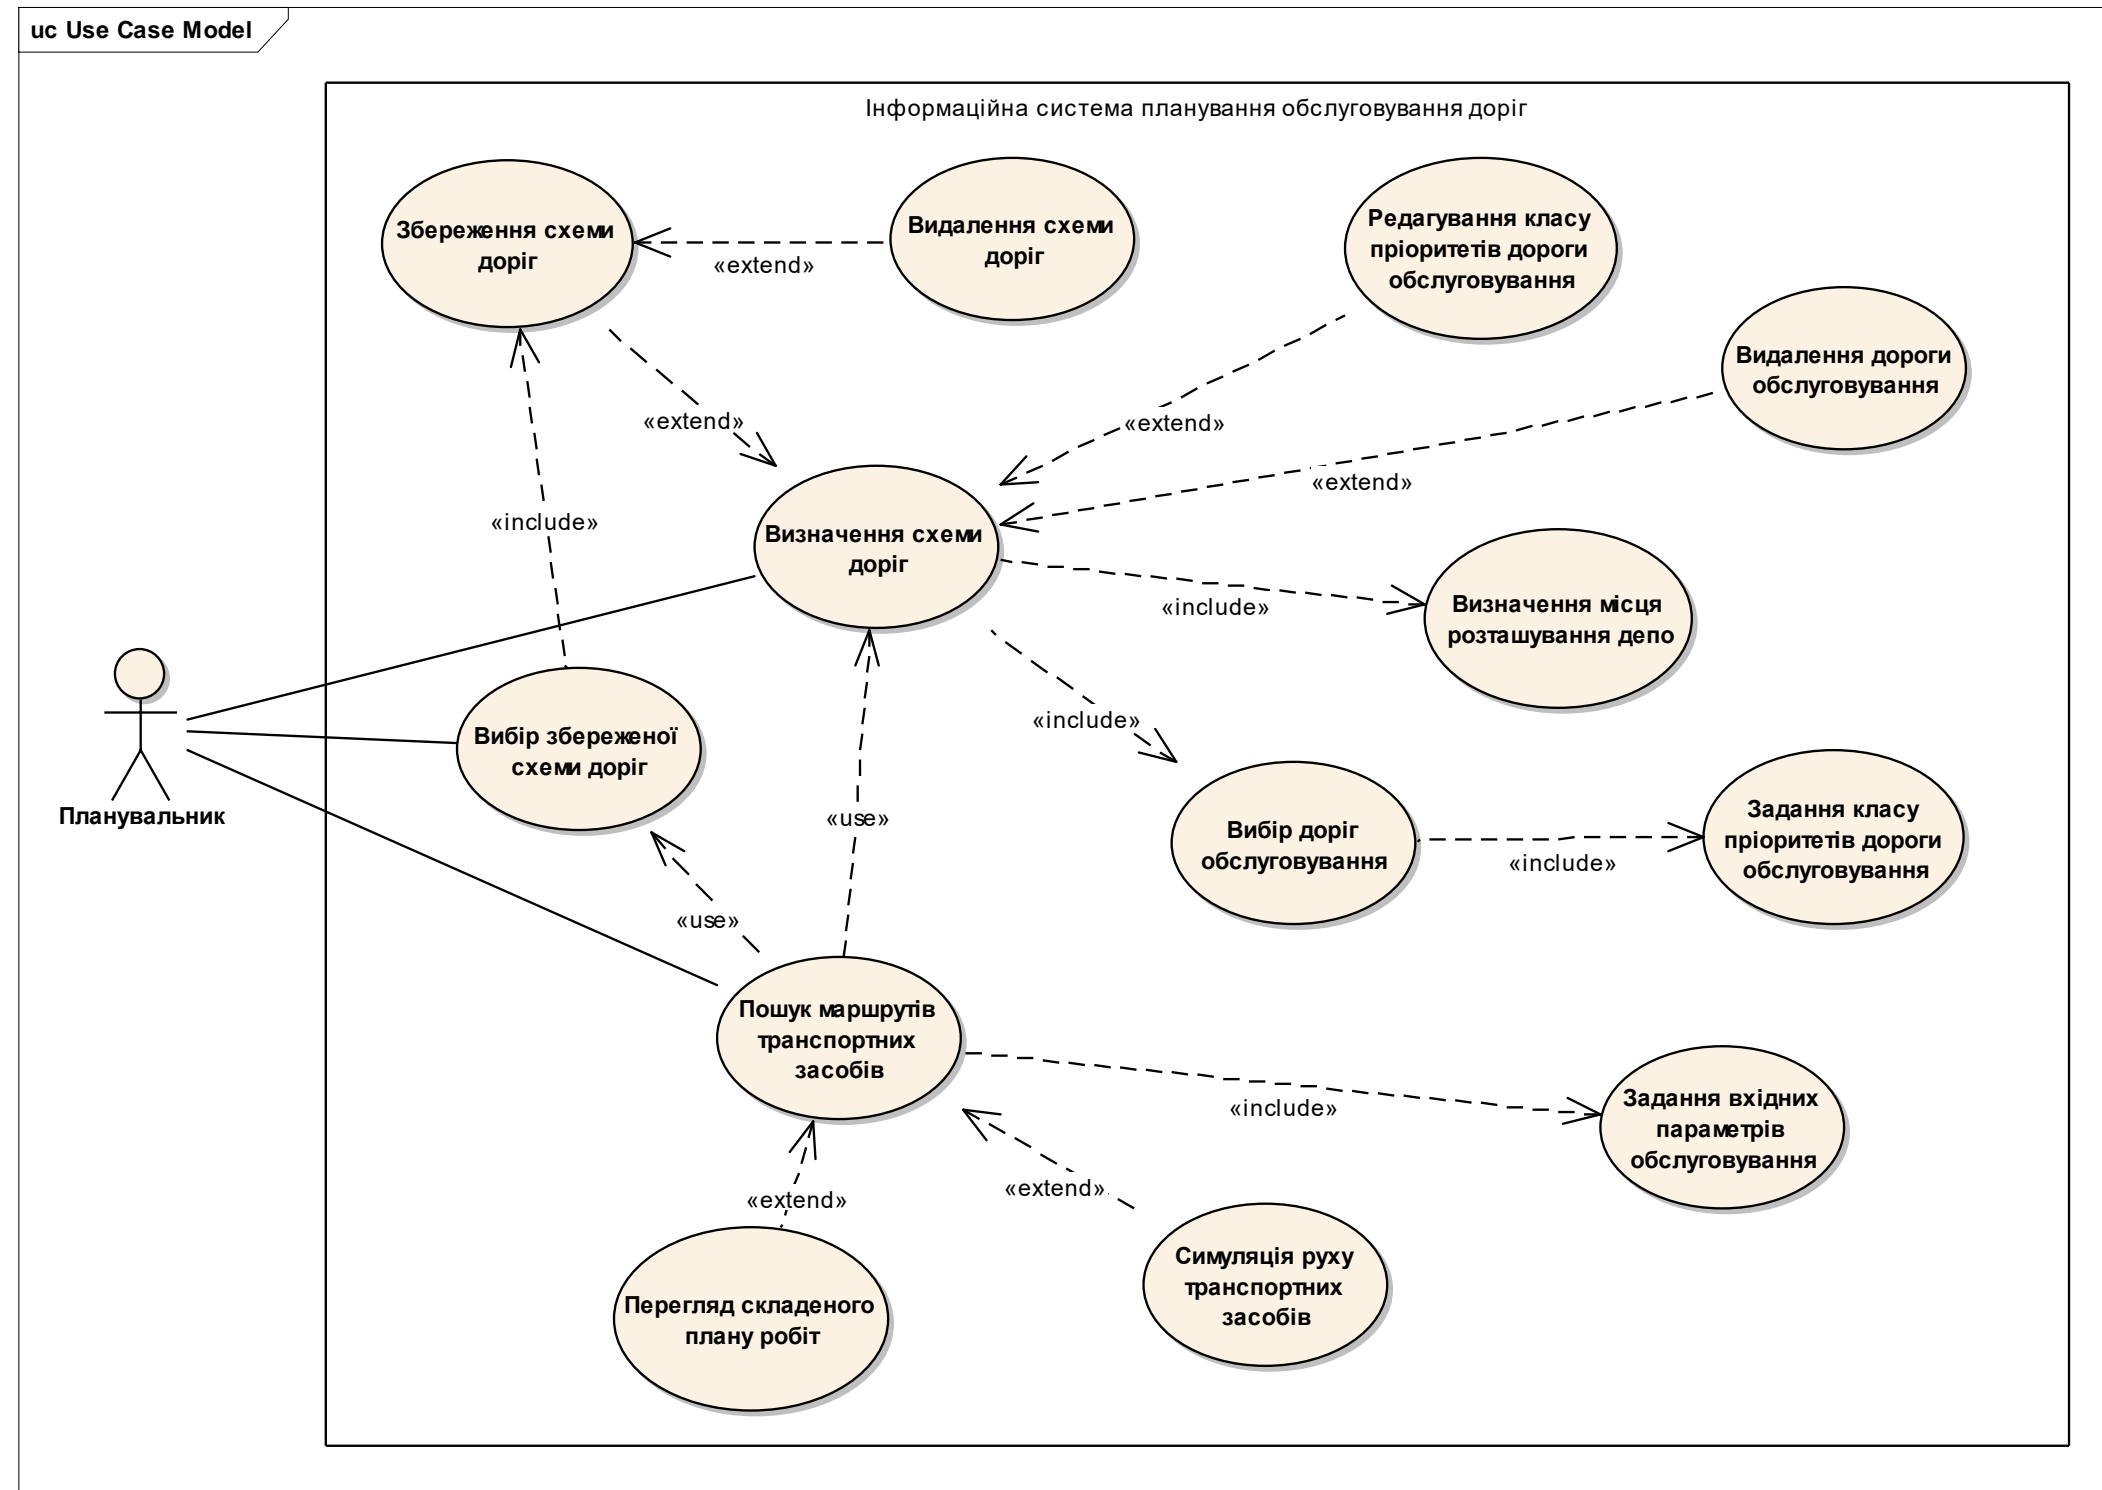 uc Use Case Model
Інформаційна система планування обслуговування доріг
Збереження схеми
доріг
«extend»
Видалення схеми
доріг
Редагування класу
пріоритетів дороги
обслуговування
Видалення дороги
обслуговування
«extend»
«extend»
«extend»
«include»
Визначення схеми
доріг
«include»
Визначення місця
розташування депо
«include»
Планувальник
Вибір збереженої
схеми доріг
«use»
«use»
Вибір доріг
обслуговування
«include»
Задання класу
пріоритетів дороги
обслуговування
Пошук маршрутів
транспортних
засобів
«include»
Задання вхідних
параметрів
обслуговування
«extend»
«extend»
Перегляд складеного
плану робіт
Симуляція руху
транспортних
засобів